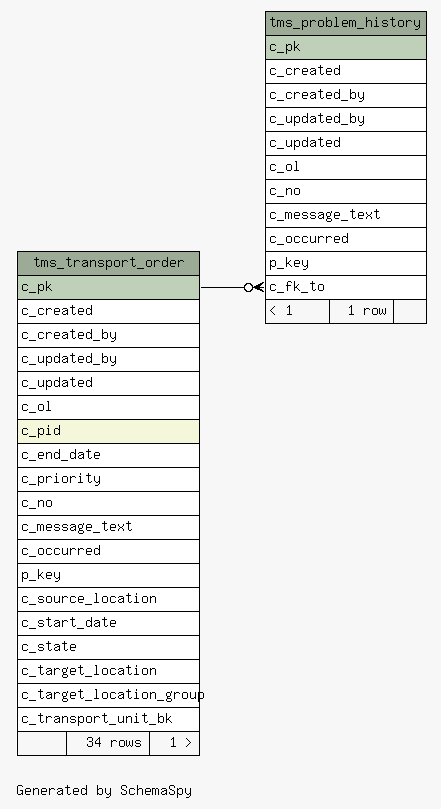 tms_problem_history
c_pk
c_created
c_created_by
c_updated_by
c_updated
c_ol
c_no
c_message_text
c_occurred
p_key
c_fk_to
< 1 1 row
tms_transport_order
c_pk
c_created
c_created_by
c_updated_by
c_updated
c_ol
c_pid
c_end_date
c_priority
c_no
c_message_text
c_occurred
p_key
c_source_location
c_start_date
c_state
c_target_location
c_target_location_group
c_transport_unit_bk
34 rows 1 >
Generated by SchemaSpy